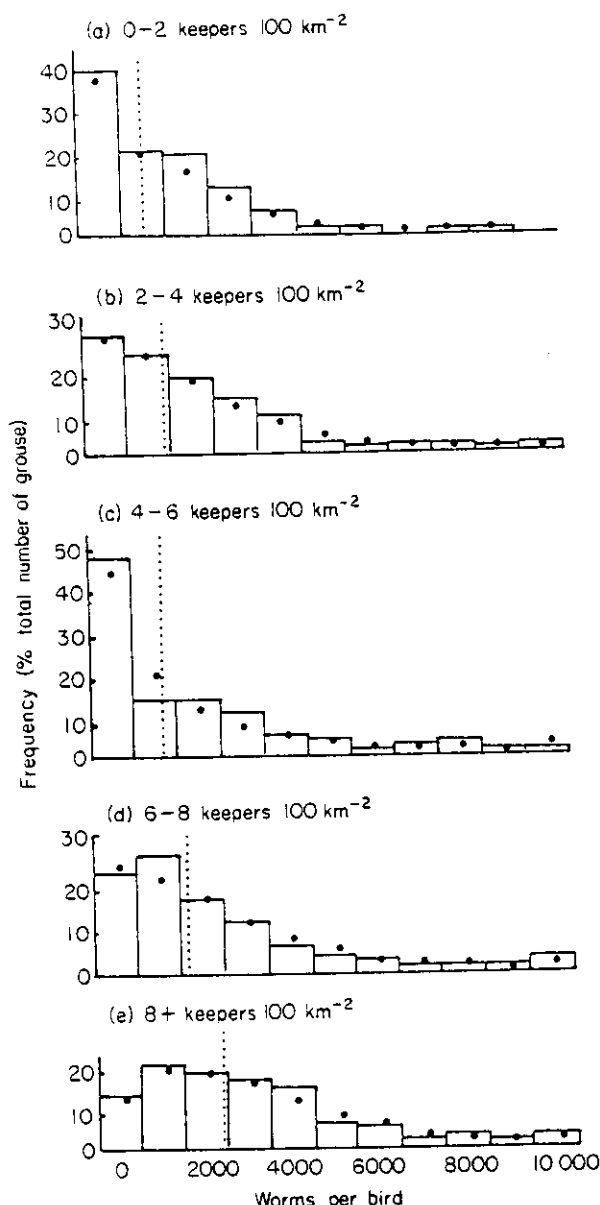 (a) 0-2 keepers 100 km⁻²
40
30
20
10
0
(b) 2-4 keepers 100 km⁻²
30
20
10
0
(c) 4-6 keepers 100 km⁻²
50
40
30
20
10
0
(d) 6-8 keepers 100 km⁻²
30
20
10
0
(e) 8+ keepers 100 km⁻²
20
10
0
Frequency (% total number of grouse)
0 2000 4000 6000 8000 10 000
Worms per bird